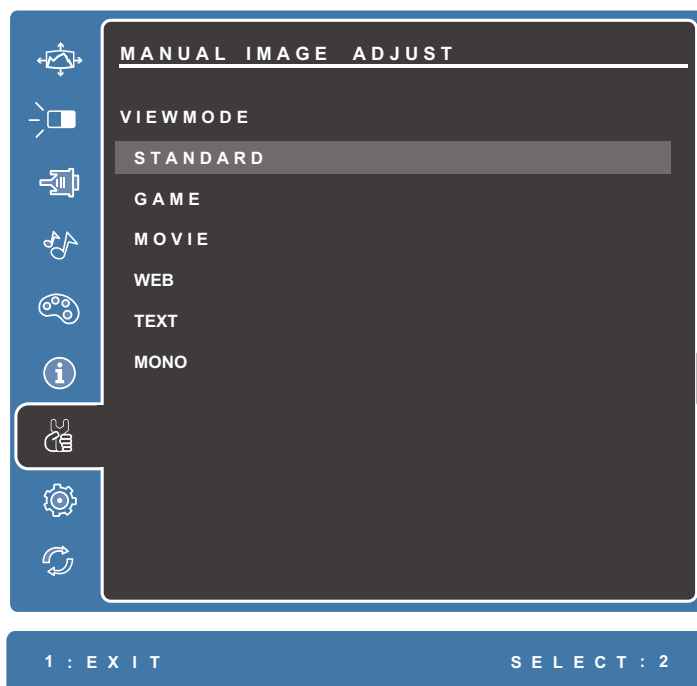 MANUAL IMAGE ADJUST
VIEWMODE
STANDARD
GAME
MOVIE
WEB
TEXT
MONO
1:EXIT SELECT:2